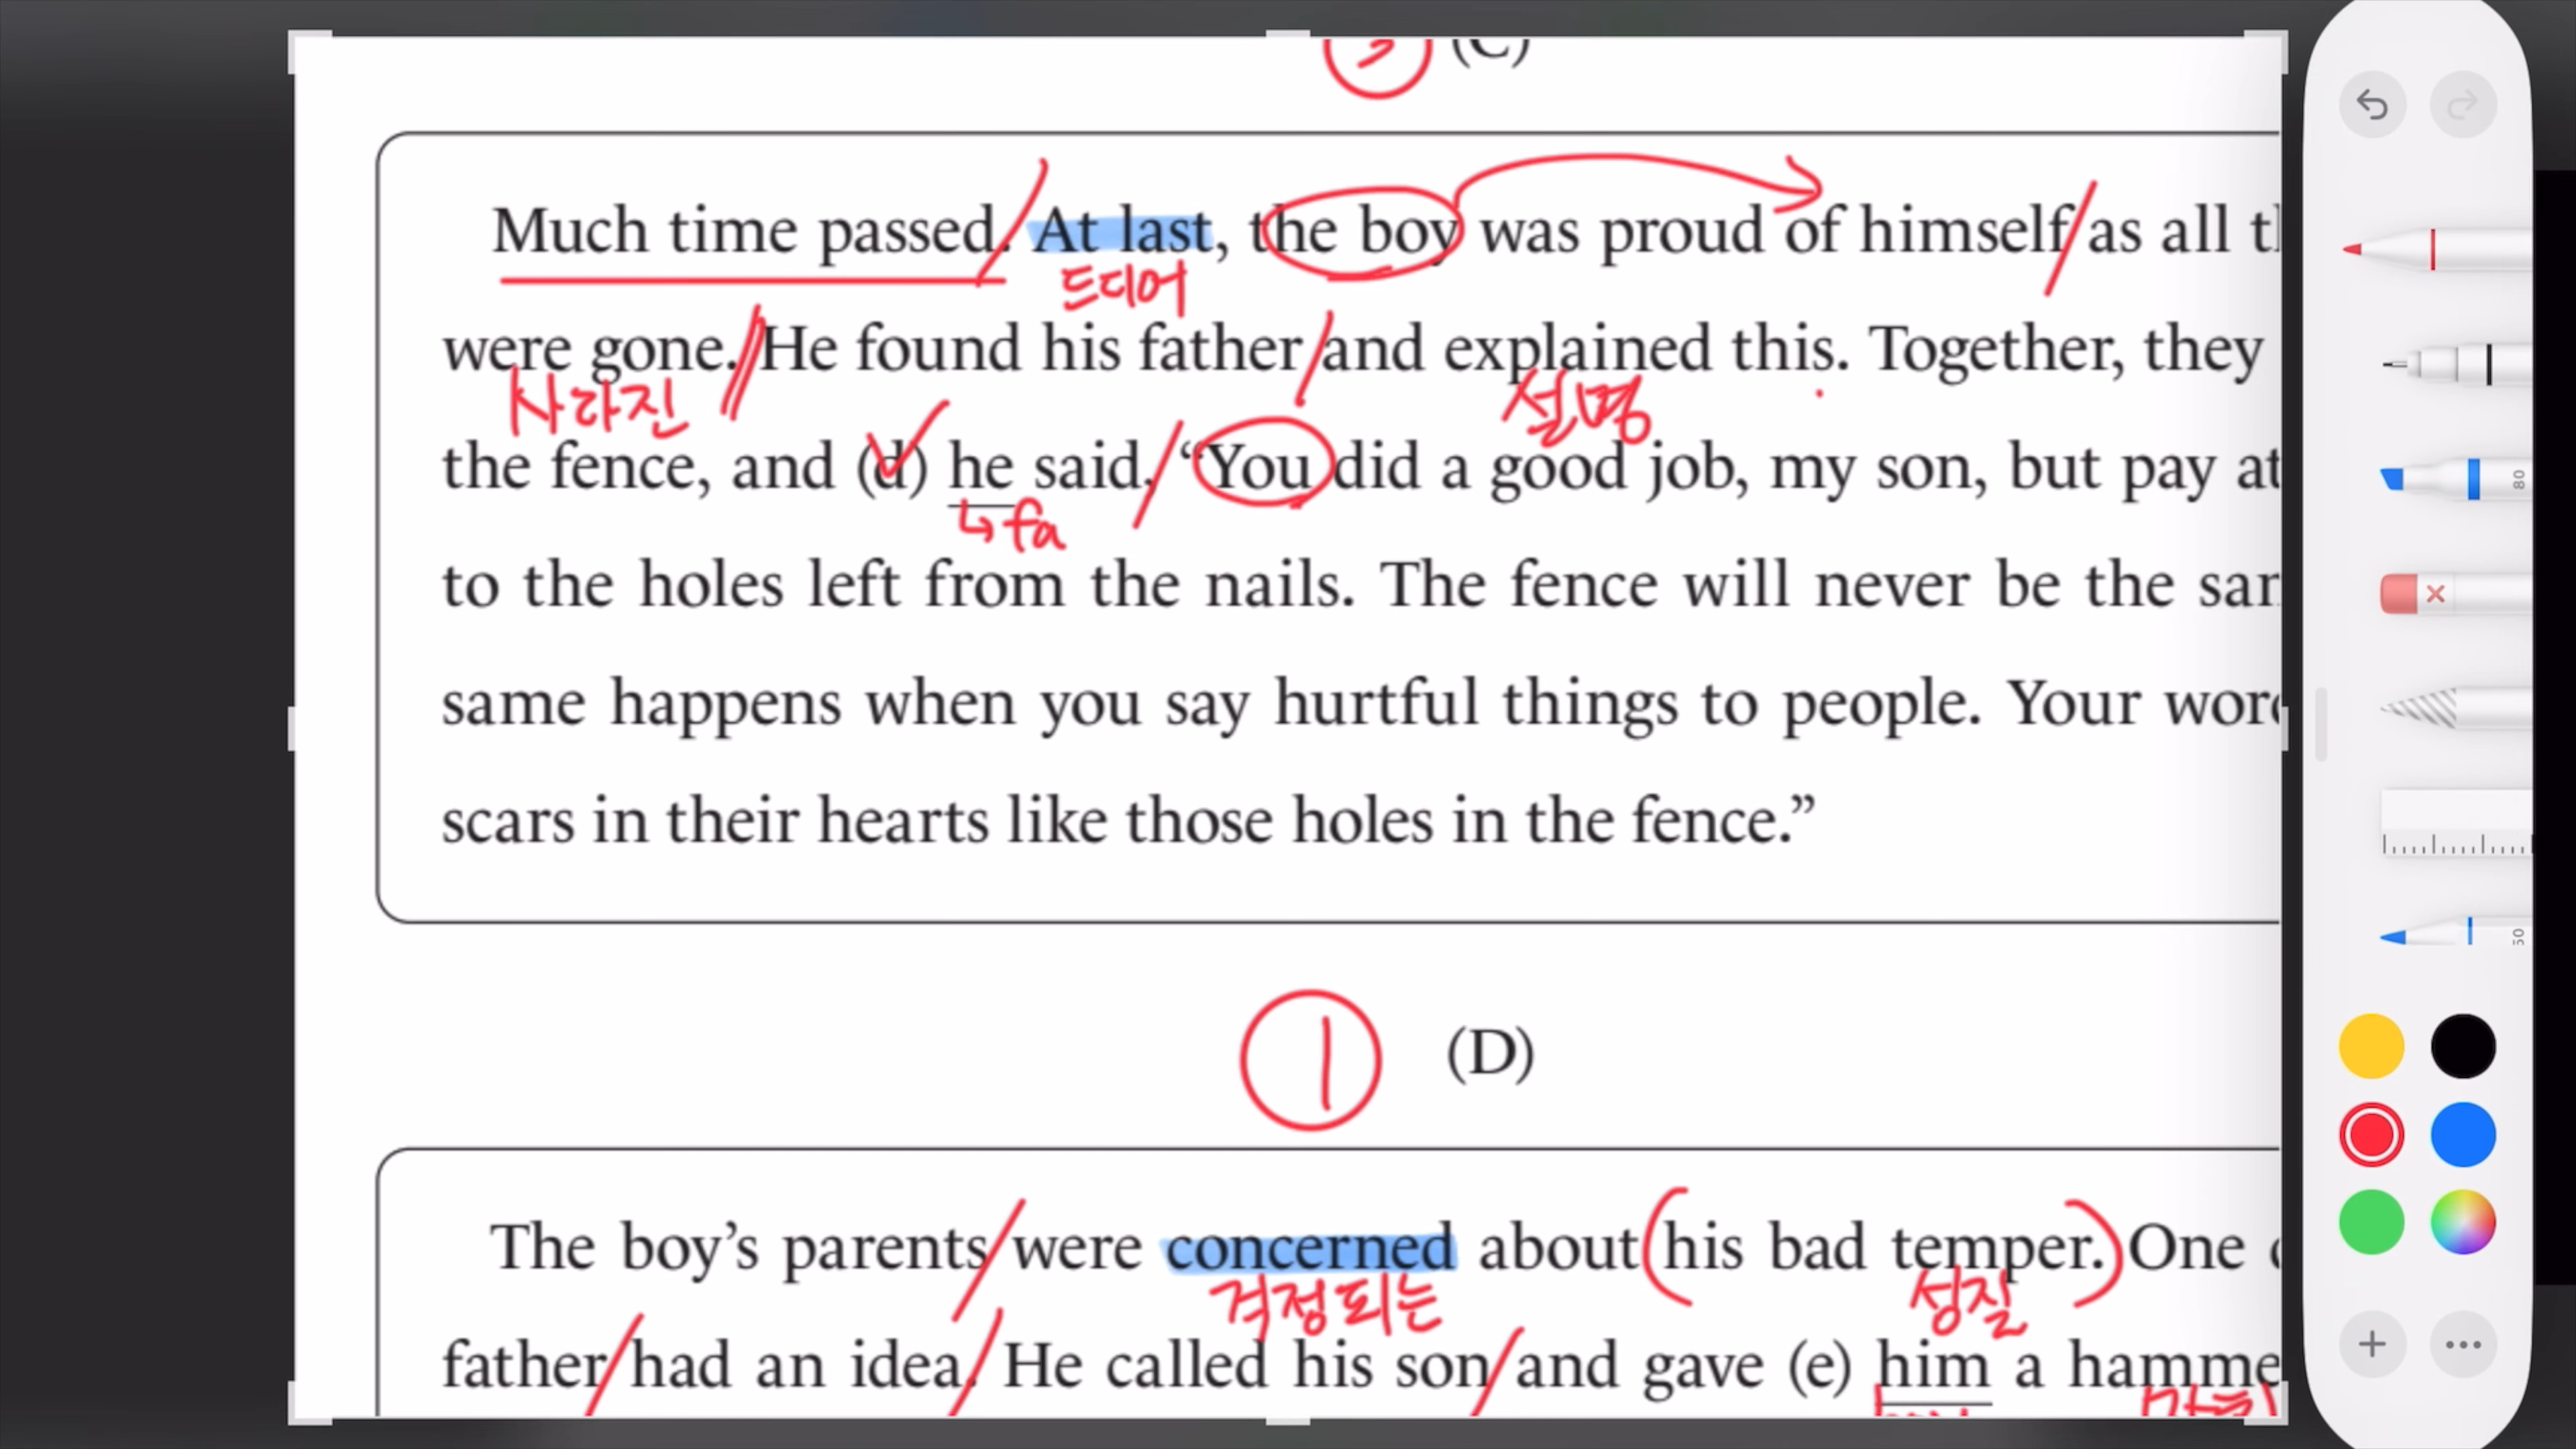 (C)
Much time passed. At last, the boy was proud of himself as all
드디어
were gone. He found his father and explained this. Together, they
사라진
설명
the fence, and (d) he said, “You did a good job, my son, but pay
↳ fa
to the holes left from the nails. The fence will never be the
same happens when you say hurtful things to people. Your
scars in their hearts like those holes in the fence.”
1 (D)
The boy’s parents were concerned about his bad temper. One
걱정되는 성질
father had an idea. He called his son and gave (e) him a
80
50